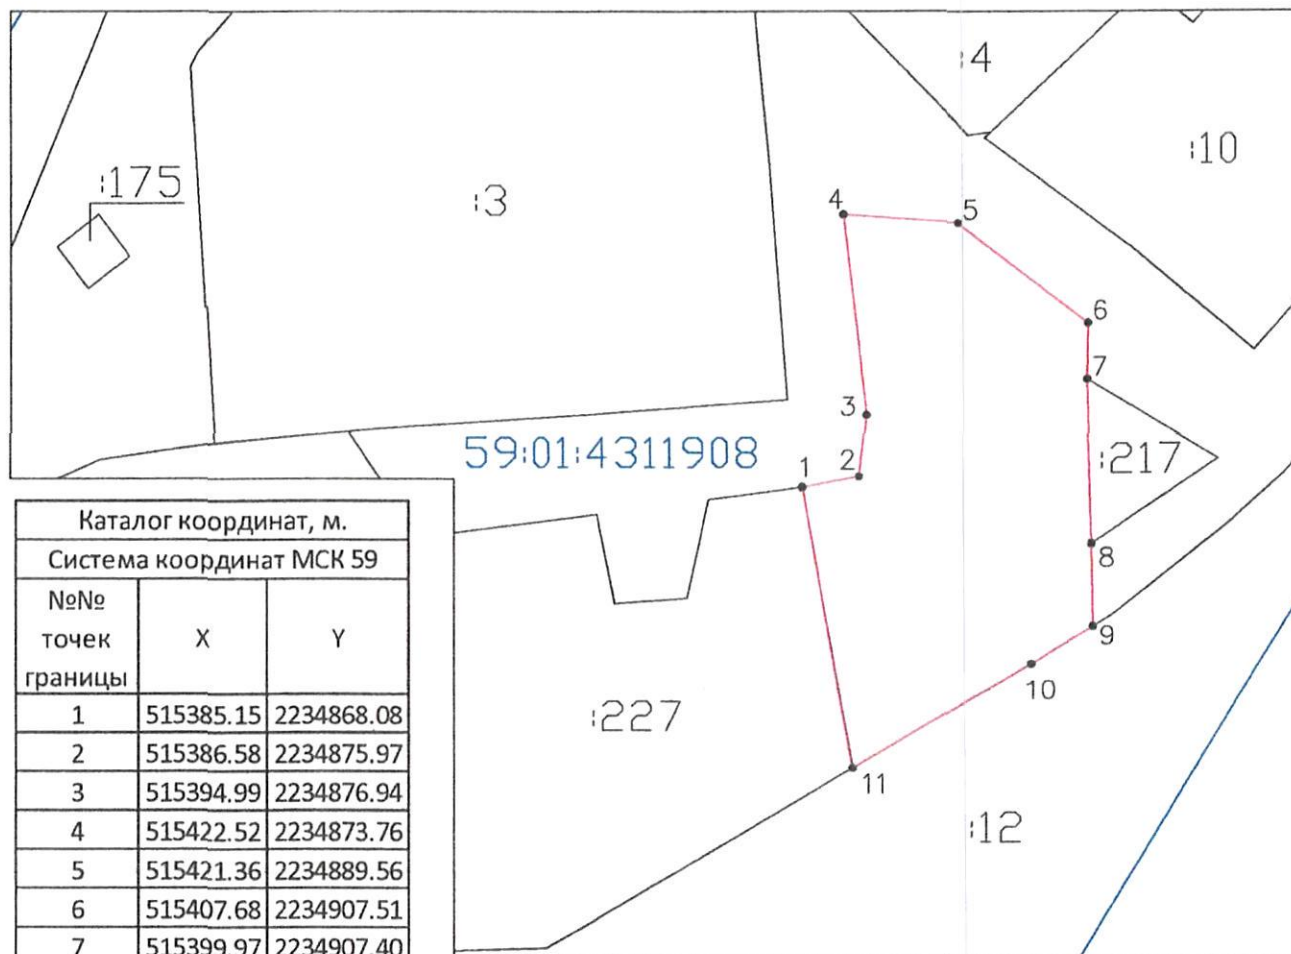 :4
:10
:175
:3
4
5
6
7
3
59:01:4311908
:217
2
1
8
9
10
:227
11
:12
Каталог координат, м.
Система координат МСК 59
№№ точек границы X Y
1 515385.15 2234868.08
2 515386.58 2234875.97
3 515394.99 2234876.94
4 515422.52 2234873.76
5 515421.36 2234889.56
6 515407.68 2234907.51
7 515399.97 2234907.40